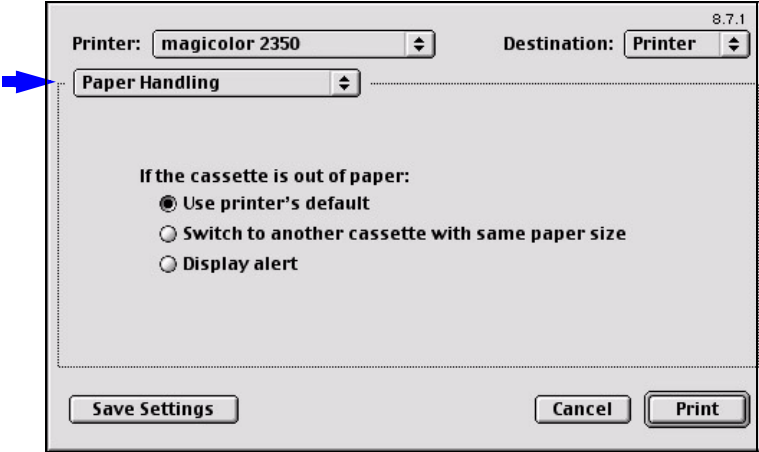 8.7.1
Printer: magicolor 2350 Destination: Printer
Paper Handling
If the cassette is out of paper:
Use printer's default
Switch to another cassette with same paper size
Display alert
Save Settings Cancel Print